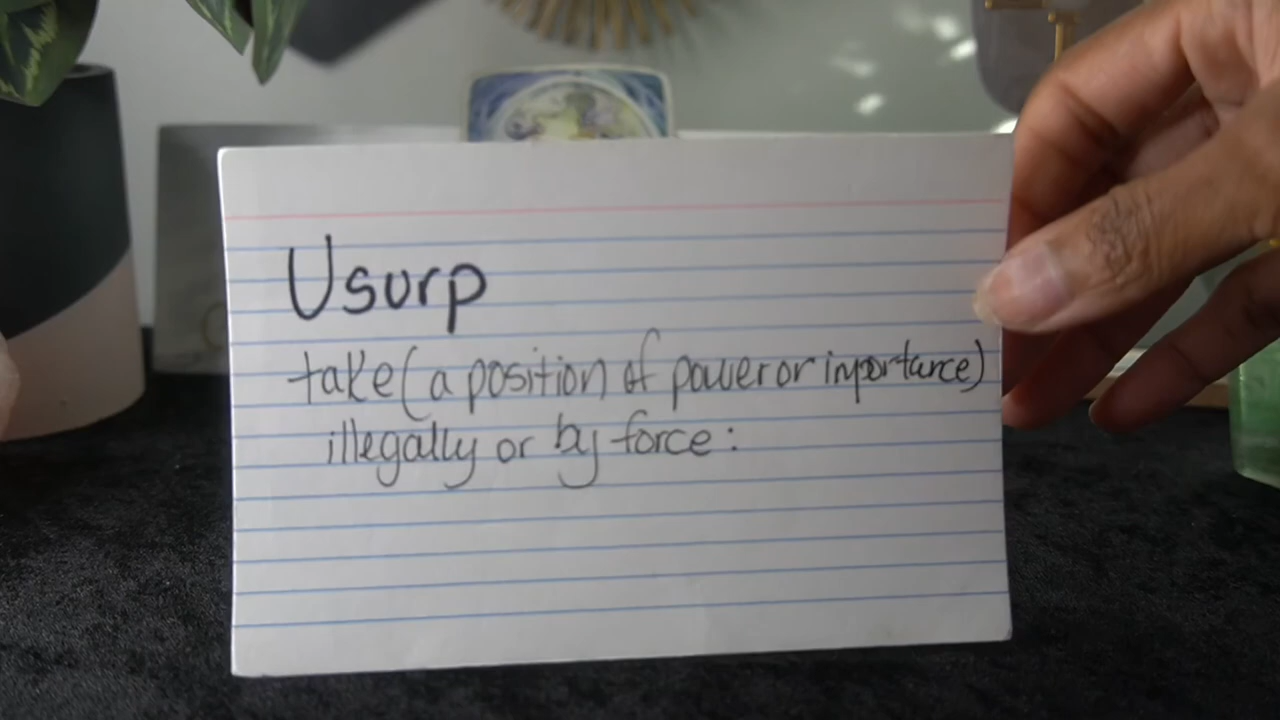 Usurp
take (a position of power or importance)
illegally or by force: